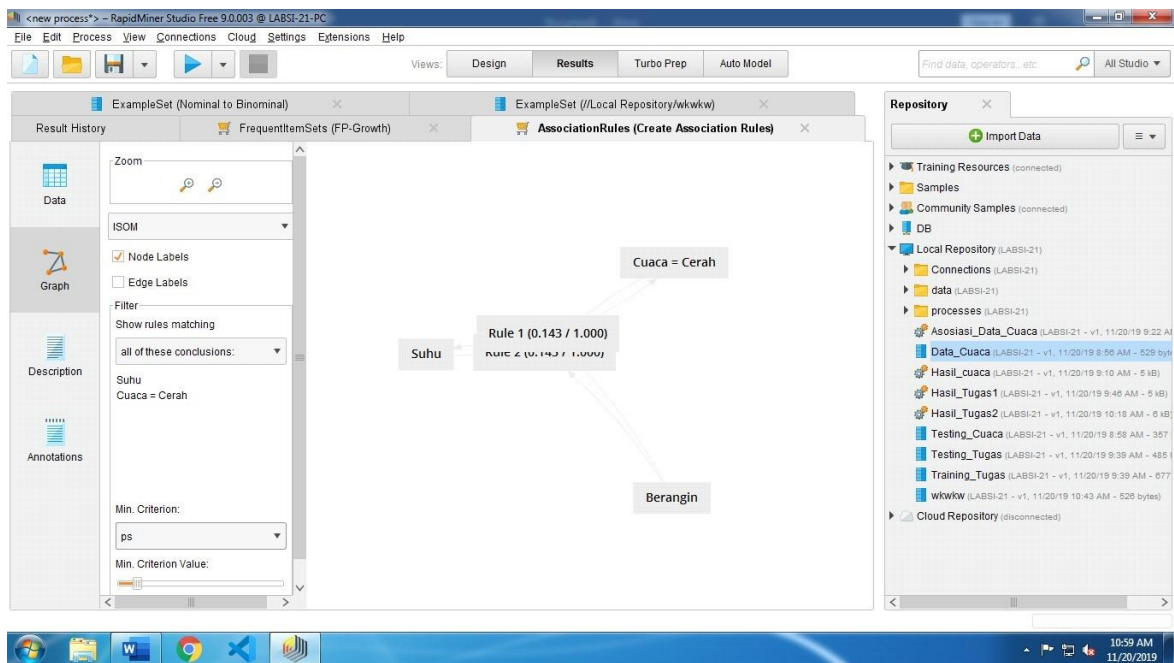 <new process*> – RapidMiner Studio Free 9.0.003 @ LABSI-21-PC
File Edit Process View Connections Cloud Settings Extensions Help
Views: Design Results Turbo Prep Auto Model Find data, operators...etc All Studio
ExampleSet (Nominal to Binominal) ExampleSet (//Local Repository/wkwkw)
Result History FrequentItemSets (FP-Growth) AssociationRules (Create Association Rules)
Data
Graph
Description
Annotations
Zoom
ISOM
Node Labels
Edge Labels
Filter
Show rules matching
all of these conclusions:
Suhu
Cuaca = Cerah
Min. Criterion:
ps
Min. Criterion Value:
Cuaca = Cerah
Rule 1 (0.143 / 1.000)
Suhu
Rule 2 (0.143 / 1.000)
Berangin
Repository
Import Data
Training Resources (connected)
Samples
Community Samples (connected)
DB
Local Repository (LABSI-21)
Connections (LABSI-21)
data (LABSI-21)
processes (LABSI-21)
Asosiasi_Data_Cuaca (LABSI-21 - v1, 11/20/19 9:22 A
Data_Cuaca (LABSI-21 - v1, 11/20/19 8:56 AM - 529 byt
Hasil_cuaca (LABSI-21 - v1, 11/20/19 9:10 AM - 5 kB)
Hasil_Tugas1 (LABSI-21 - v1, 11/20/19 9:46 AM - 5 kB)
Hasil_Tugas2 (LABSI-21 - v1, 11/20/19 10:18 AM - 6 kB)
Testing_Cuaca (LABSI-21 - v1, 11/20/19 8:58 AM - 357
Testing_Tugas (LABSI-21 - v1, 11/20/19 9:39 AM - 485
Training_Tugas (LABSI-21 - v1, 11/20/19 9:39 AM - 677
wkwkw (LABSI-21 - v1, 11/20/19 10:43 AM - 526 bytes)
Cloud Repository (disconnected)
10:59 AM
11/20/2019